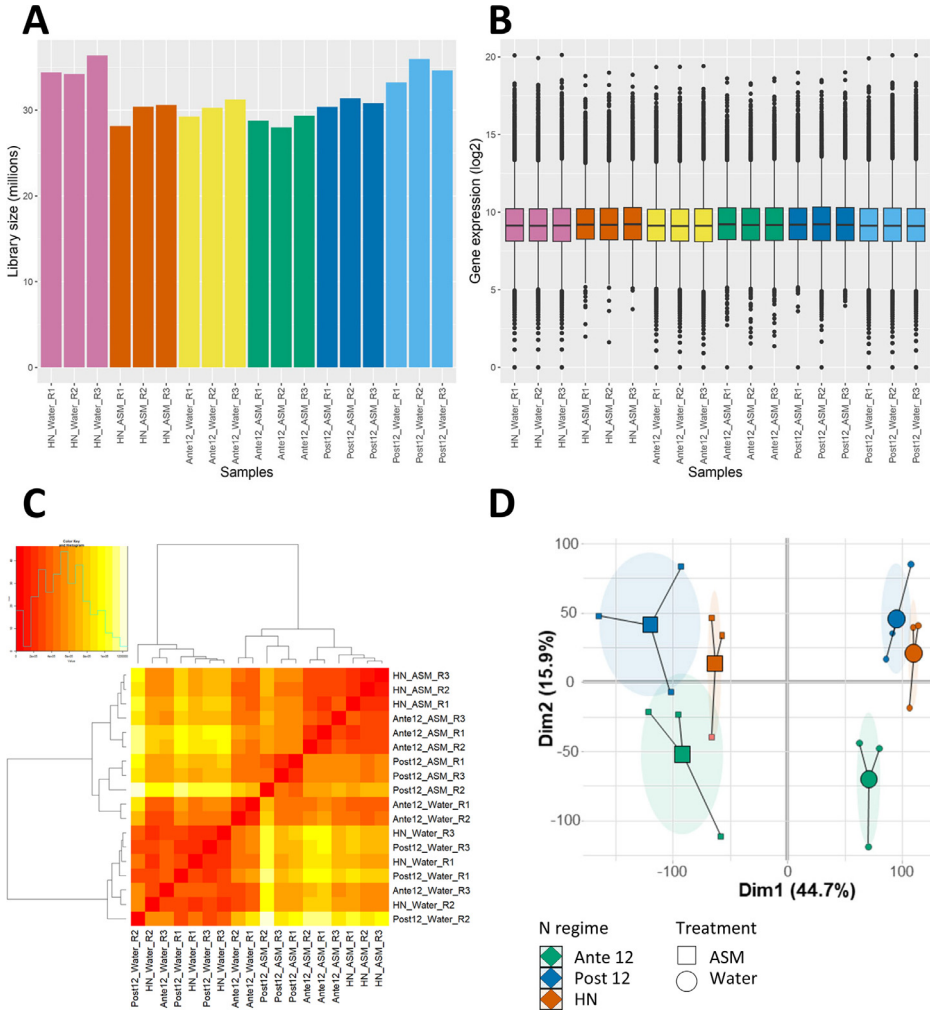 A
Library size (millions)
30
20
10
0
HN_Water_R1
HN_Water_R2
HN_Water_R3
HN_ASM_R1
HN_ASM_R2
HN_ASM_R3
Ante12_Water_R1
Ante12_Water_R2
Ante12_Water_R3
Ante12_ASM_R1
Ante12_ASM_R2
Ante12_ASM_R3
Post12_ASM_R1
Post12_ASM_R2
Post12_ASM_R3
Post12_Water_R1
Post12_Water_R2
Post12_Water_R3
Samples
B
Gene expression (log2)
20
15
10
5
0
HN_Water_R1
HN_Water_R2
HN_Water_R3
HN_ASM_R1
HN_ASM_R2
HN_ASM_R3
Ante12_Water_R1
Ante12_Water_R2
Ante12_Water_R3
Ante12_ASM_R1
Ante12_ASM_R2
Ante12_ASM_R3
Post12_ASM_R1
Post12_ASM_R2
Post12_ASM_R3
Post12_Water_R1
Post12_Water_R2
Post12_Water_R3
Samples
C
Color Key
and Histogram
Value
HN_ASM_R3
HN_ASM_R2
HN_ASM_R1
Ante12_ASM_R3
Ante12_ASM_R1
Ante12_ASM_R2
Post12_ASM_R1
Post12_ASM_R3
Post12_ASM_R2
Ante12_Water_R1
Ante12_Water_R2
HN_Water_R3
Post12_Water_R3
HN_Water_R1
Post12_Water_R1
Ante12_Water_R3
HN_Water_R2
Post12_Water_R2
Post12_Water_R2
HN_Water_R2
Ante12_Water_R3
Post12_Water_R1
HN_Water_R1
Post12_Water_R3
HN_Water_R3
Ante12_Water_R2
Ante12_Water_R1
Post12_ASM_R2
Post12_ASM_R3
Post12_ASM_R1
Ante12_ASM_R2
Ante12_ASM_R1
Ante12_ASM_R3
HN_ASM_R1
HN_ASM_R2
HN_ASM_R3
D
Dim2 (15.9%)
100
50
0
-50
-100
-100
0
100
Dim1 (44.7%)
N regime
Ante 12
Post 12
HN
Treatment
ASM
Water